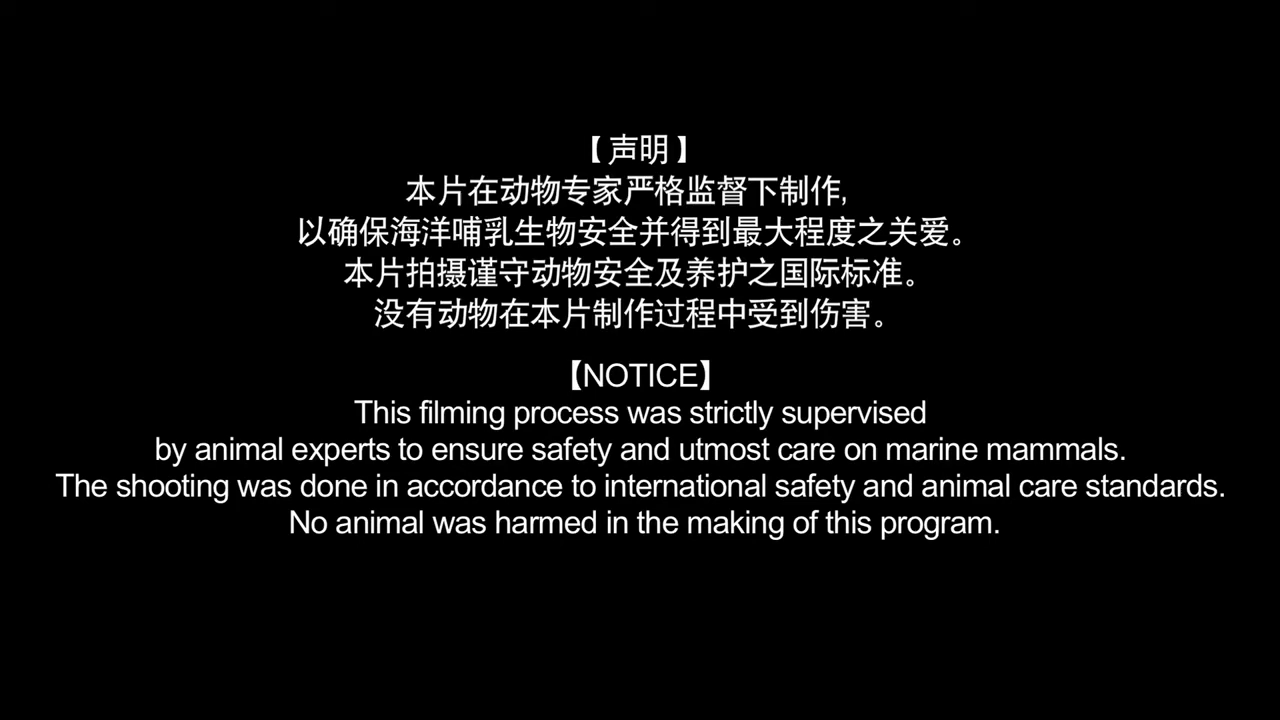 【声明】
本片在动物专家严格监督下制作,
以确保海洋哺乳生物安全并得到最大程度之关爱。
本片拍摄谨守动物安全及养护之国际标准。
没有动物在本片制作过程中受到伤害。
【NOTICE】
This filming process was strictly supervised
by animal experts to ensure safety and utmost care on marine mammals.
The shooting was done in accordance to international safety and animal care standards.
No animal was harmed in the making of this program.